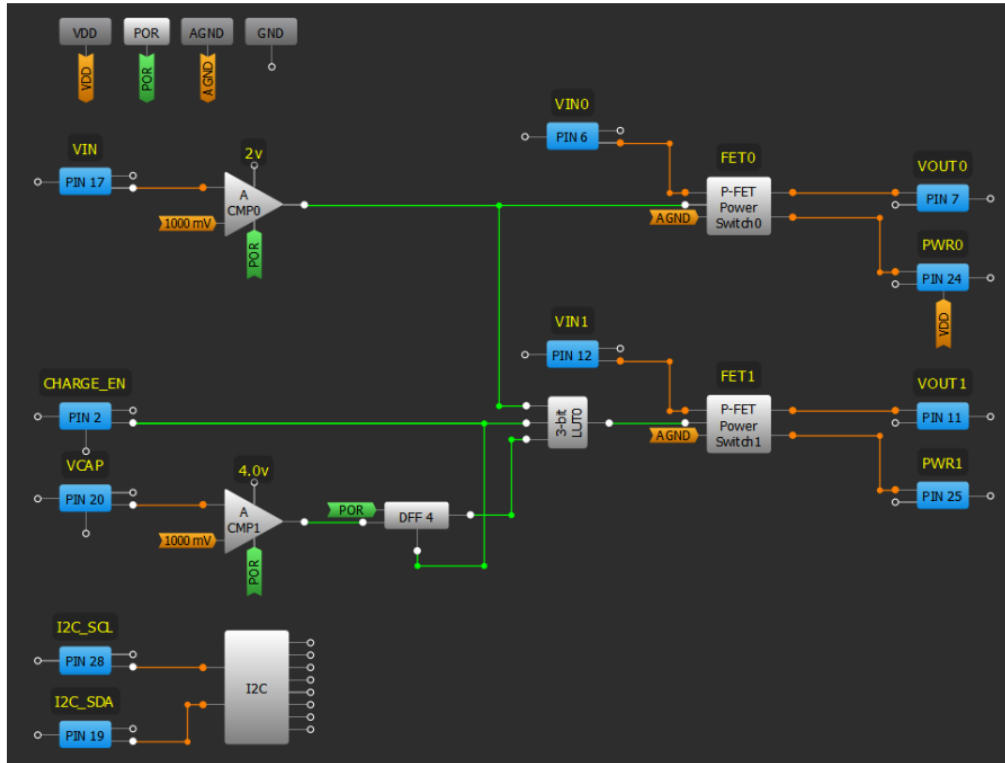 VDD
POR
AGND
GND
VDD
POR
AGND
VIN
PIN 17
2v
A
CMP0
1000 mV
POR
VIN0
PIN 6
FET0
P-FET
Power
Switch0
AGND
VOUT0
PIN 7
PWR0
PIN 24
VDD
VIN1
PIN 12
FET1
P-FET
Power
Switch1
AGND
VOUT1
PIN 11
PWR1
PIN 25
CHARGE_EN
PIN 2
3-bit
LUT0
VCAP
PIN 20
4.0v
A
CMP1
1000 mV
POR
POR
DFF 4
I2C_SCL
PIN 28
I2C
I2C_SDA
PIN 19